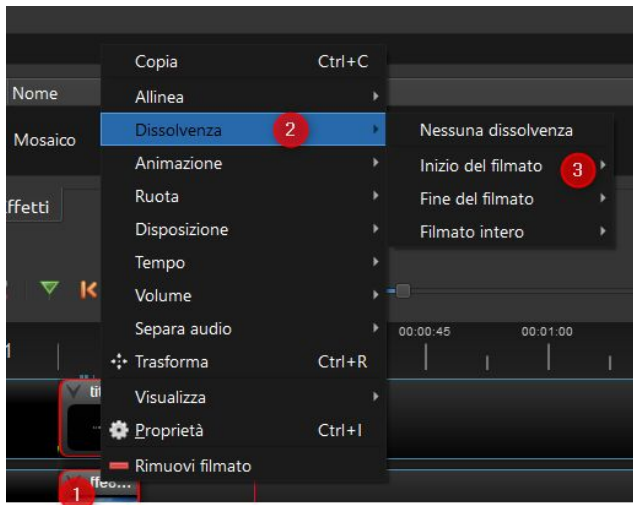 Copia Ctrl+C
Nome
Allinea
Mosaico
Dissolvenza 2
Nessuna dissolvenza
Animazione
Inizio del filmato 3
Ruota
Fine del filmato
ffetti
Disposizione
Filmato intero
Tempo
Volume
Separa audio
00:00:45 00:01:00
Trasforma Ctrl+R
Visualizza
tit
Proprietà Ctrl+I
Rimuovi filmato
1
ffes...